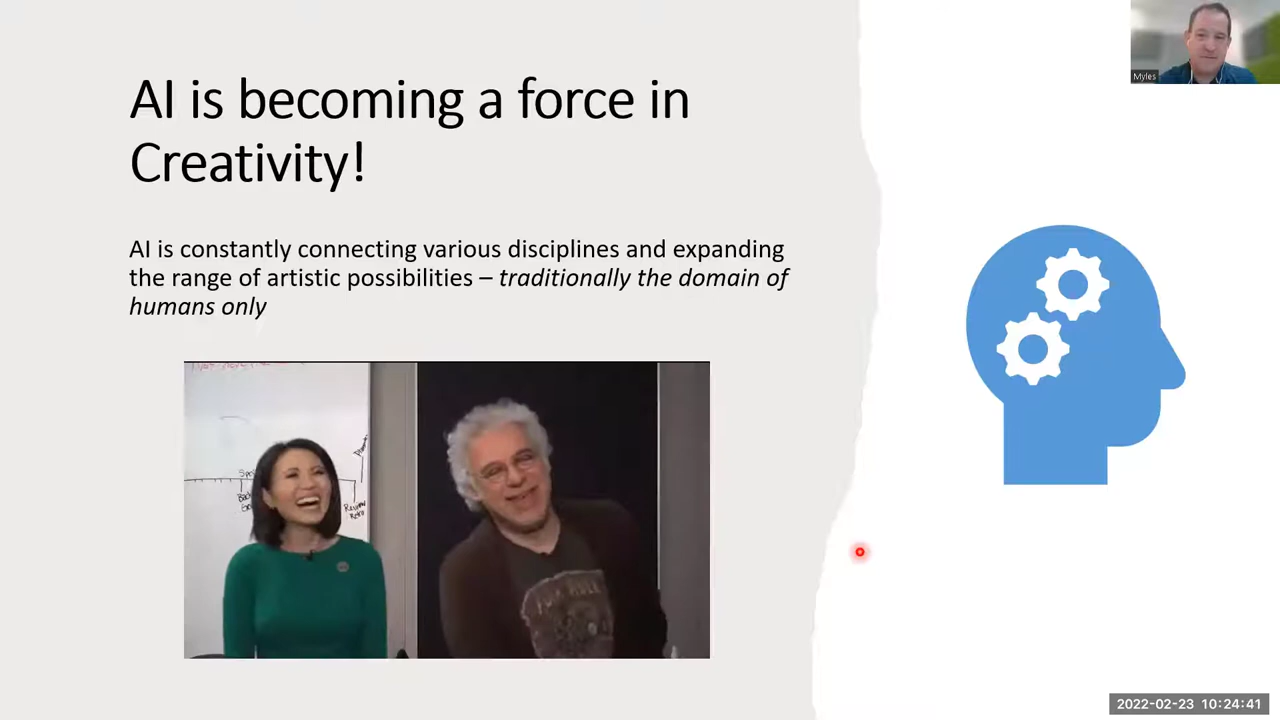 AI is becoming a force in
Creativity!
AI is constantly connecting various disciplines and expanding
the range of artistic possibilities – traditionally the domain of
humans only
Myles
2022-02-23 10:24:41